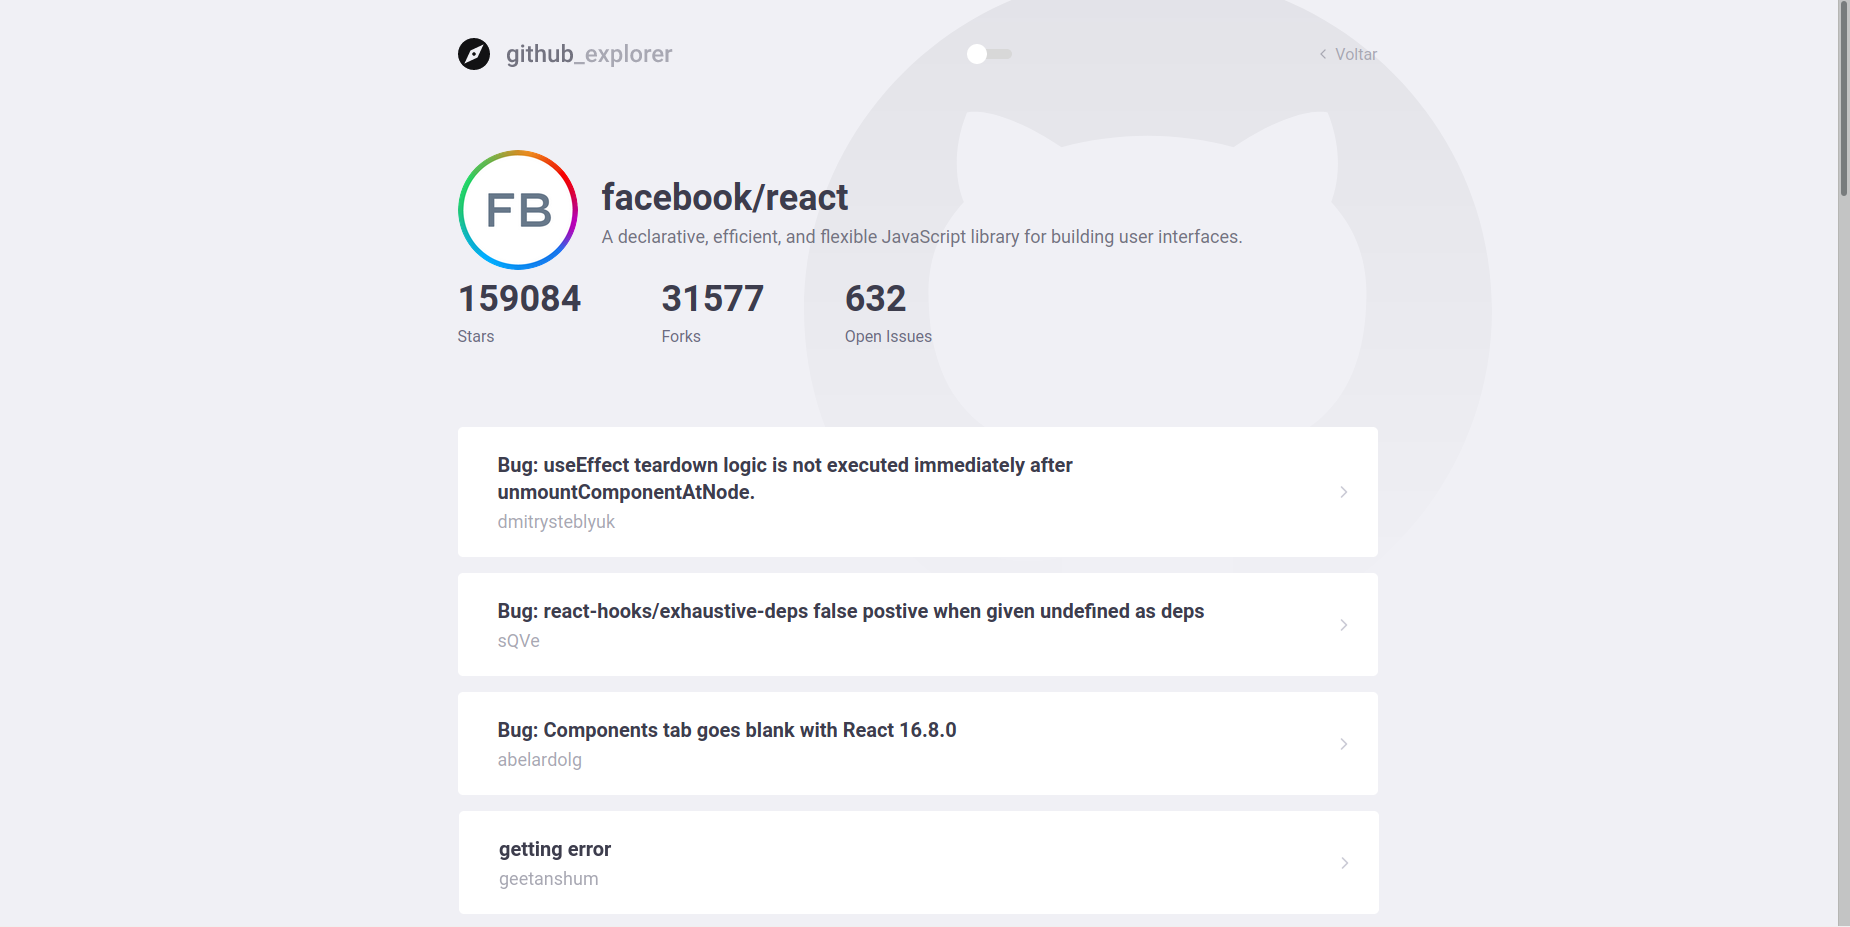 github_explorer
Voltar
FB
facebook/react
A declarative, efficient, and flexible JavaScript library for building user interfaces.
159084 31577 632
Stars Forks Open Issues
Bug: useEffect teardown logic is not executed immediately after
unmountComponentAtNode.
dmitrysteblyuk
Bug: react-hooks/exhaustive-deps false postive when given undefined as deps
sQVe
Bug: Components tab goes blank with React 16.8.0
abelardolg
getting error
geetanshum